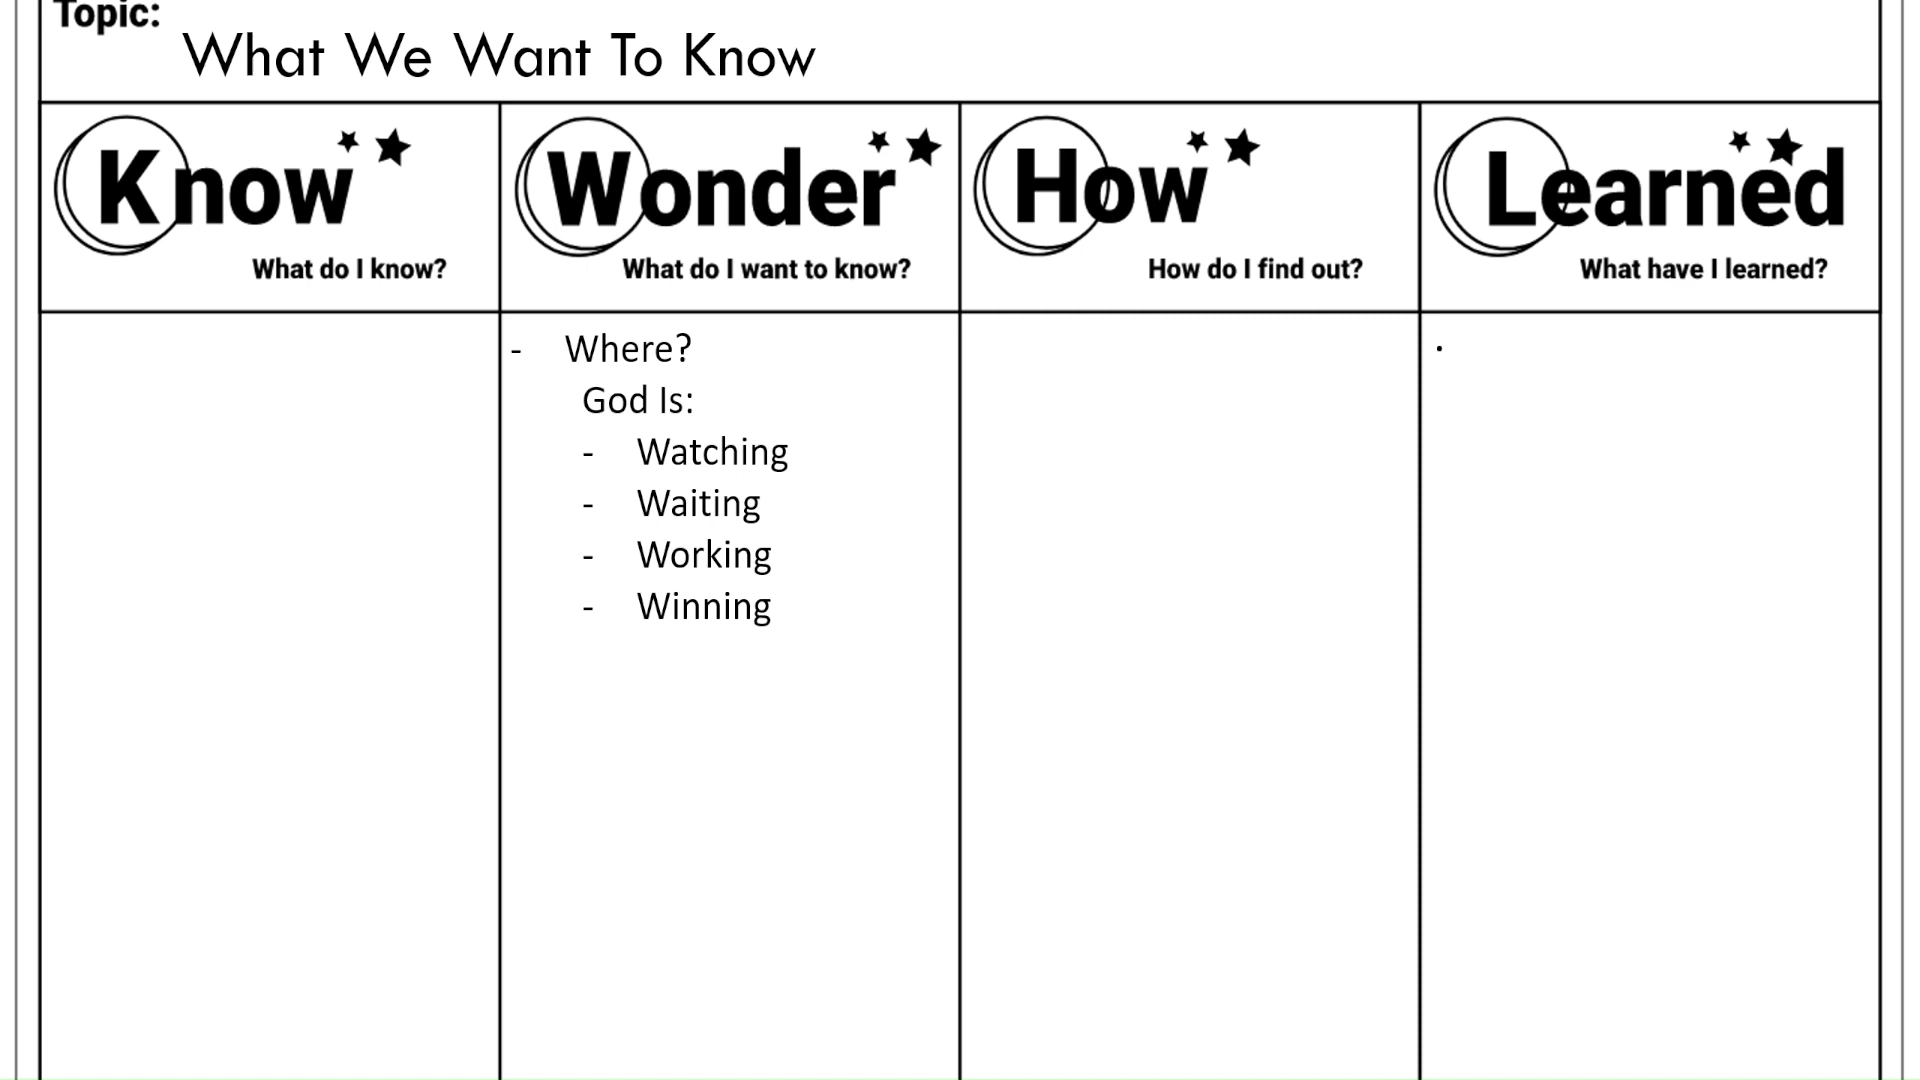 Topic:
What We Want To Know
Know
What do I know?
Wonder
What do I want to know?
How
How do I find out?
Learned
What have I learned?
- Where?
God Is:
- Watching
- Waiting
- Working
- Winning